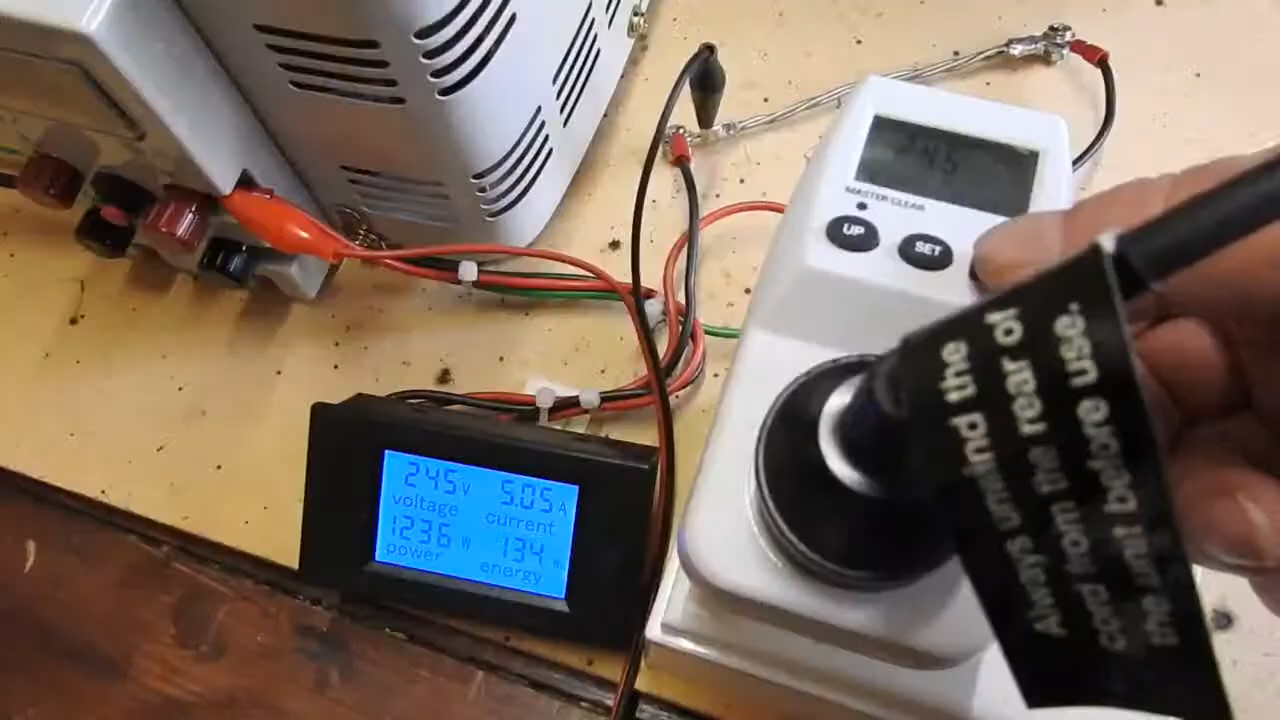 245
MASTER CLEAR
UP
SET
Always unwind the
cord from the rear of
the unit before use.
245 V
5.05 A
voltage
current
1236 W
134
power
energy